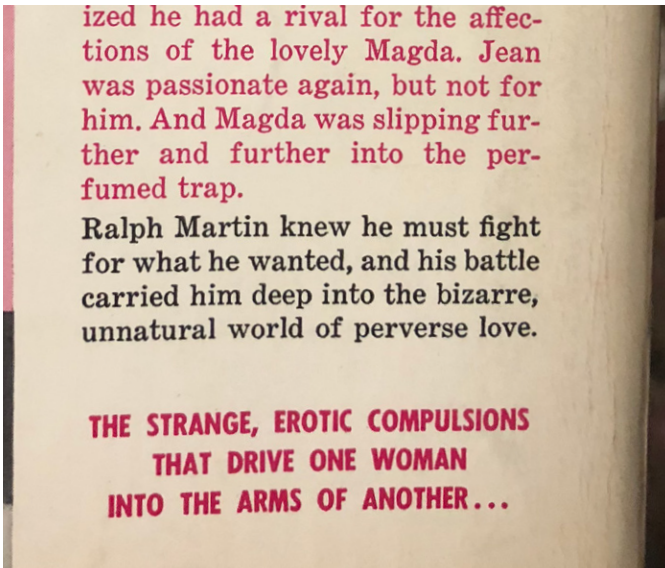 ized he had a rival for the affec-
tions of the lovely Magda. Jean
was passionate again, but not for
him. And Magda was slipping fur-
ther and further into the per-
fumed trap.
Ralph Martin knew he must fight
for what he wanted, and his battle
carried him deep into the bizarre,
unnatural world of perverse love.
THE STRANGE, EROTIC COMPULSIONS
THAT DRIVE ONE WOMAN
INTO THE ARMS OF ANOTHER...